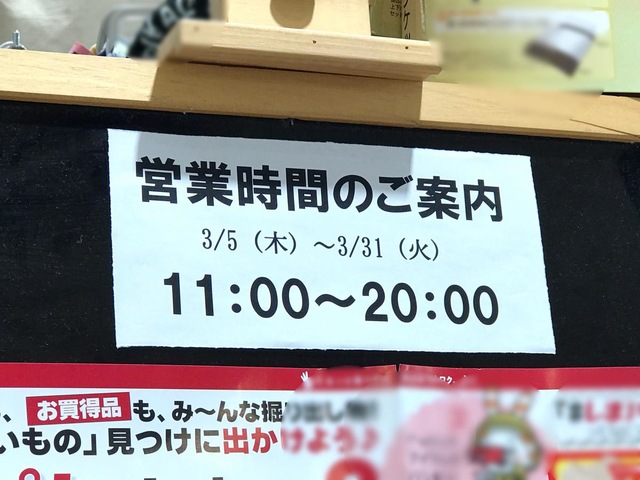 営業時間のご案内
3/5（木）～3/31（火）
11:00～20:00
お買得品も、み～んな掘り出し物!
いもの」見つけに出かけよう♪